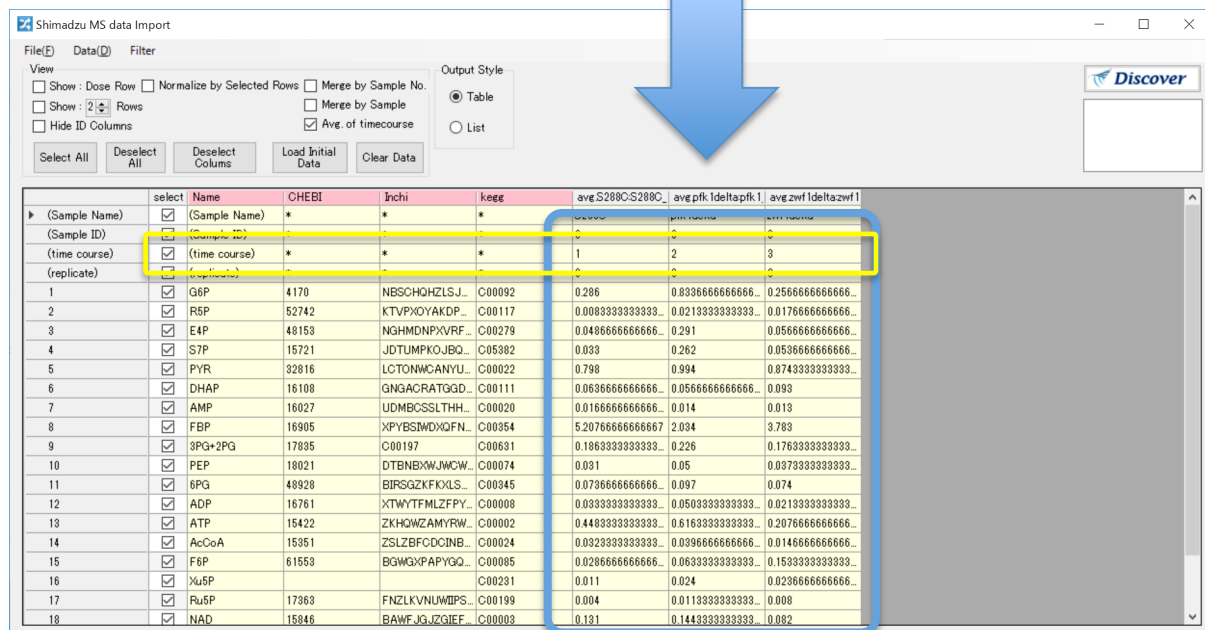 Shimadzu MS data Import
File(F) Data(D) Filter
View
Show : Dose Row Normalize by Selected Rows Merge by Sample No.
Show : 2 Rows Merge by Sample
Hide ID Columns Avg. of timecourse
Select All Deselect All Deselect Colums Load Initial Data Clear Data
Output Style
Table
List
Discover
select Name CHEBI Inchi kegg avg.S288C:S288C_ avg.pfk1delta:pfk1_ avg.zwf1delta:zwf1
(Sample Name) (Sample Name) * * *
(Sample ID) (Sample ID)
(time course) (time course) * * * 1 2 3
(replicate) (replicate)
1 G6P 4170 NBSCHQHZLSJ... C00092 0.286 0.8336666666666... 0.2566666666666...
2 R5P 52742 KTVPXOYAKDP... C00117 0.0083333333333... 0.0213333333333... 0.0176666666666...
3 E4P 48153 NGHMDNPXVRF... C00279 0.0486666666666... 0.291 0.0566666666666...
4 S7P 15721 JDTUMPKOJBQ... C05382 0.033 0.262 0.0536666666666...
5 PYR 32816 LCTONWCANYU... C00022 0.798 0.994 0.8743333333333...
6 DHAP 16108 GNGACRATGGD... C00111 0.0636666666666... 0.0566666666666... 0.093
7 AMP 16027 UDMBCSSLTHH... C00020 0.0166666666666... 0.014 0.013
8 FBP 16905 XPYBSIWDXQFN... C00354 5.20766666666667 2.034 3.783
9 3PG+2PG 17835 C00197 C00631 0.1863333333333... 0.226 0.1763333333333...
10 PEP 18021 DTBNBXWJWCW... C00074 0.031 0.05 0.0373333333333...
11 6PG 48928 BIRSGZKFKXLS... C00345 0.0736666666666... 0.097 0.074
12 ADP 16761 XTWYTFMLZFPY... C00008 0.0333333333333... 0.0503333333333... 0.0213333333333...
13 ATP 15422 ZKHQWZAMYRW... C00002 0.4483333333333... 0.6163333333333... 0.2076666666666...
14 AcCoA 15351 ZSLZBFCDCINB... C00024 0.0323333333333... 0.0396666666666... 0.0146666666666...
15 F6P 61553 BGWGXPAPYGQ... C00085 0.0286666666666... 0.0633333333333... 0.1533333333333...
16 Xu5P C00231 0.011 0.024 0.0236666666666...
17 Ru5P 17363 FNZLKVNUWIIPS... C00199 0.004 0.0113333333333... 0.008
18 NAD 15846 BAWFJGJZGIEF... C00003 0.131 0.1443333333333... 0.082